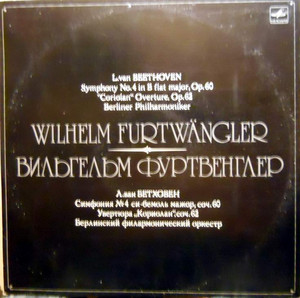 L.van BEETHOVEN
Symphony No.4 in B flat major, Op.60
"Coriolan" Overture, Op.62
Berliner Philharmoniker
WILHELM FURTWÄNGLER
ВИЛЬГЕЛЬМ ФУРТВЕНГЛЕР
Л.ван БЕТХОВЕН
Симфония №4 си-бемоль мажор, соч.60
Увертюра „Кориолан", соч.62
Берлинский филармонический оркестр